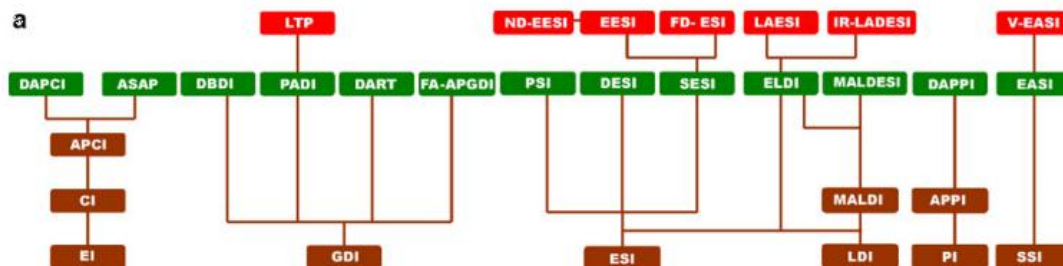 a
LTP ND-EESI EESI FD- ESI LAESI IR-LADESI V-EASI
DAPCI ASAP DBDI PADI DART FA-APGDI PSI DESI SESI ELDI MALDESI DAPPI EASI
APCI
CI MALDI APPI
EI GDI ESI LDI PI SSI